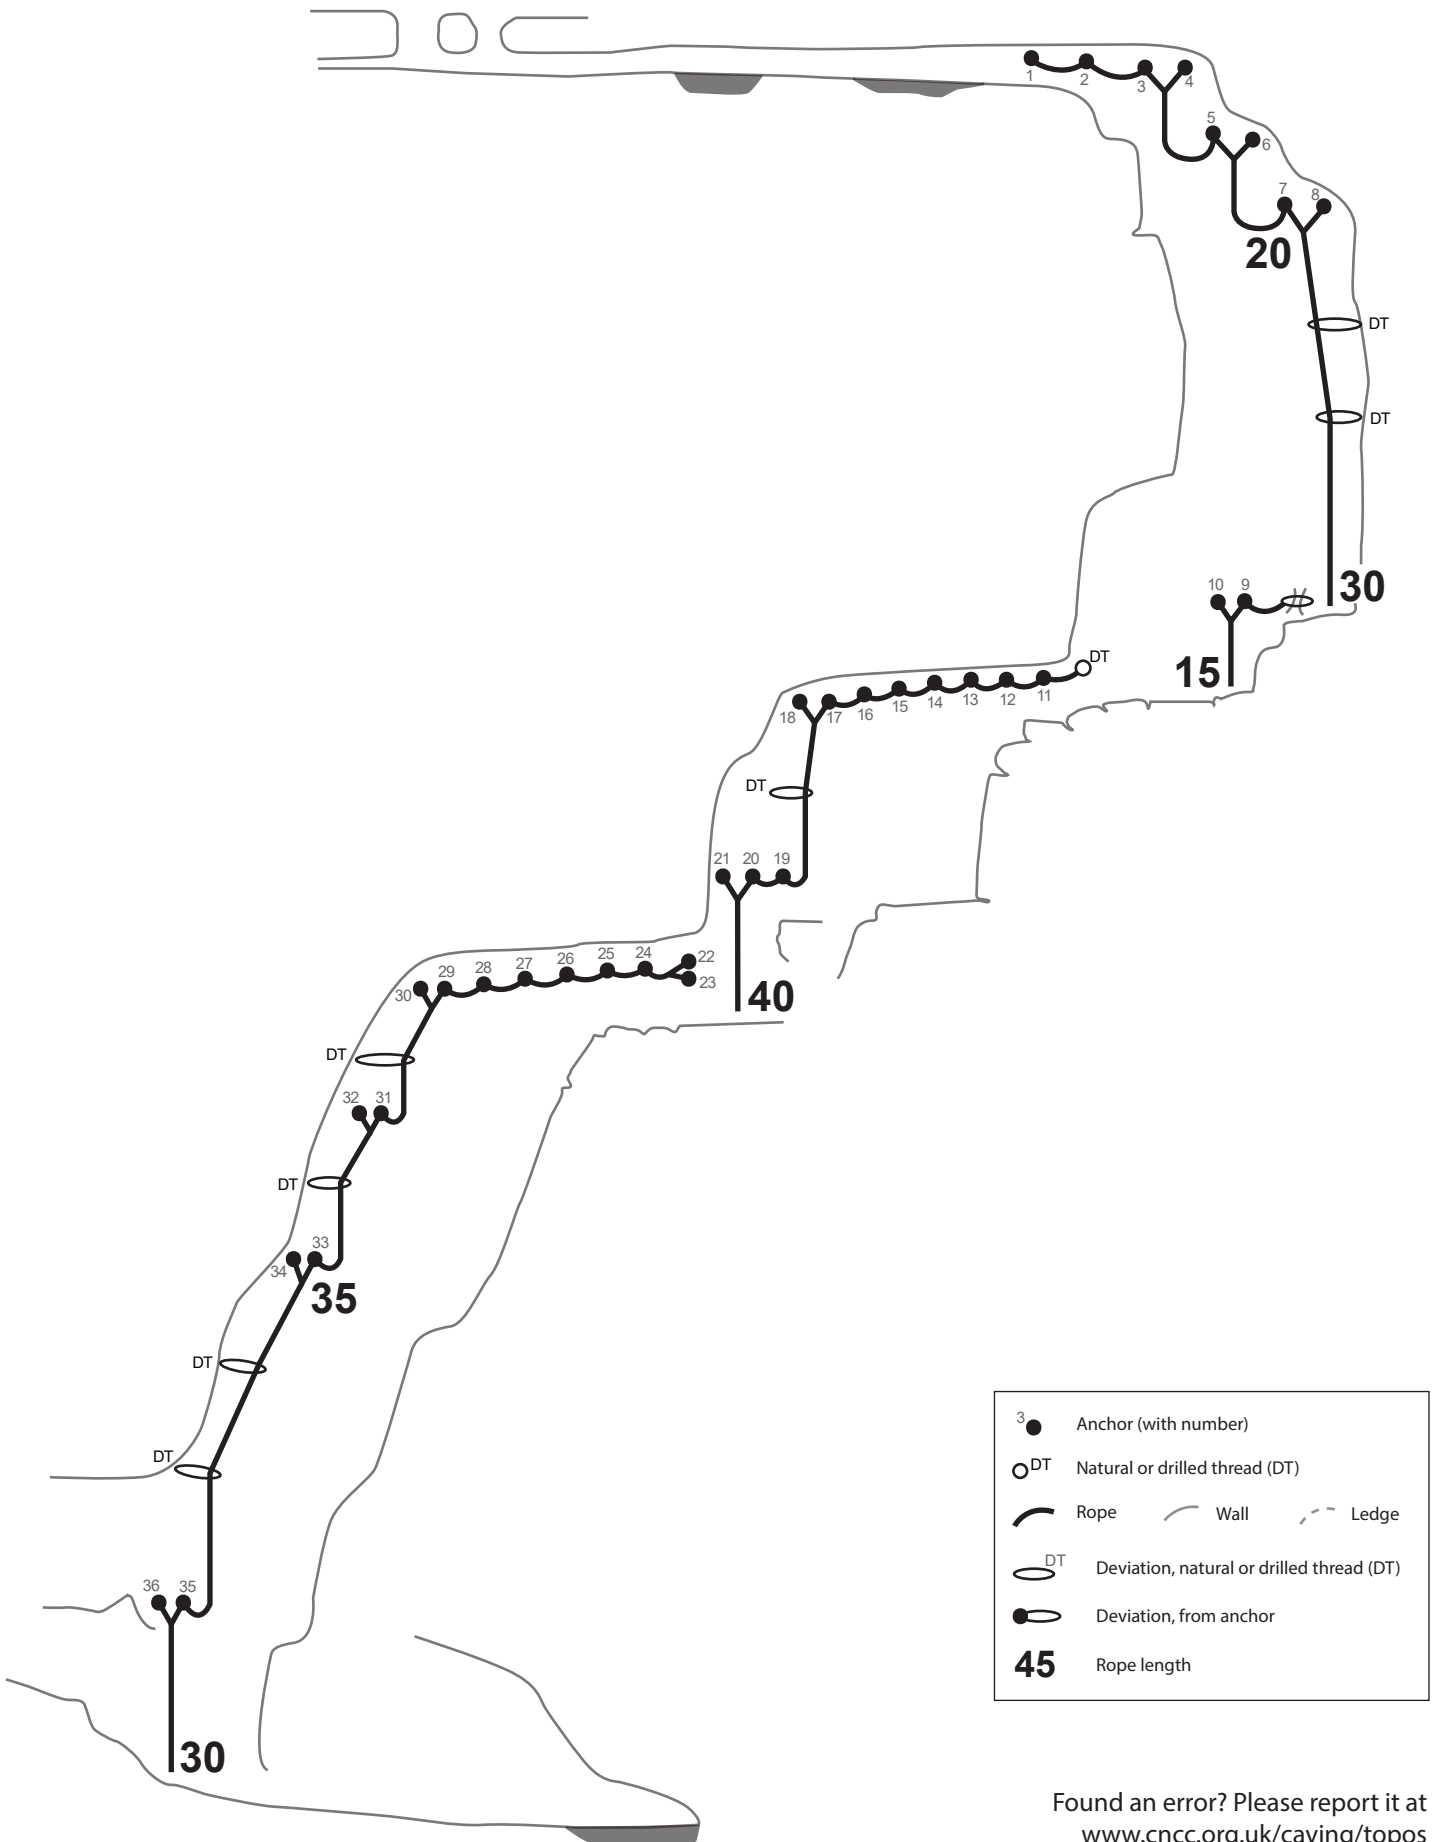 1
2
3
4
5
6
7
8
20
DT
DT
30
10
9
15
DT
18
17
16
15
14
13
12
11
DT
21
20
19
40
30
29
28
27
26
25
24
22
23
DT
32
31
DT
34
33
35
DT
DT
36
35
30
3
Anchor (with number)
DT
Natural or drilled thread (DT)
Rope
Wall
Ledge
DT
Deviation, natural or drilled thread (DT)
Deviation, from anchor
45
Rope length
Found an error? Please report it at
www.cncc.org.uk/caving/topos